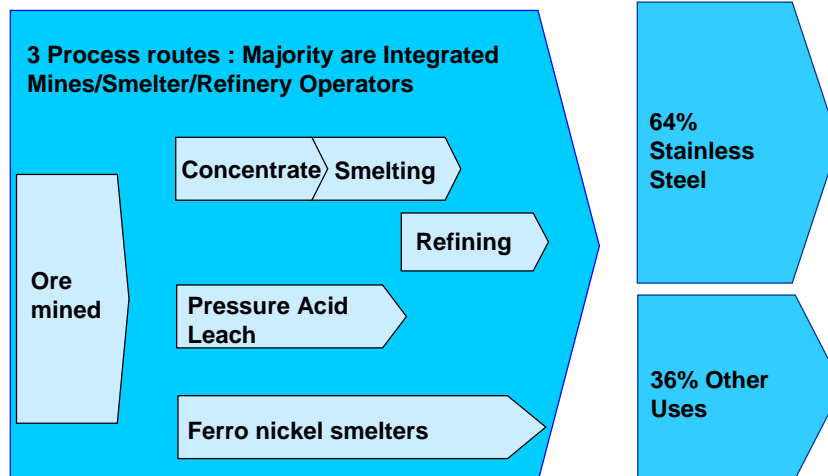 3 Process routes : Majority are Integrated
Mines/Smelter/Refinery Operators
Concentrate
Smelting
Refining
Ore
mined
Pressure Acid
Leach
Ferro nickel smelters
64%
Stainless
Steel
36% Other
Uses